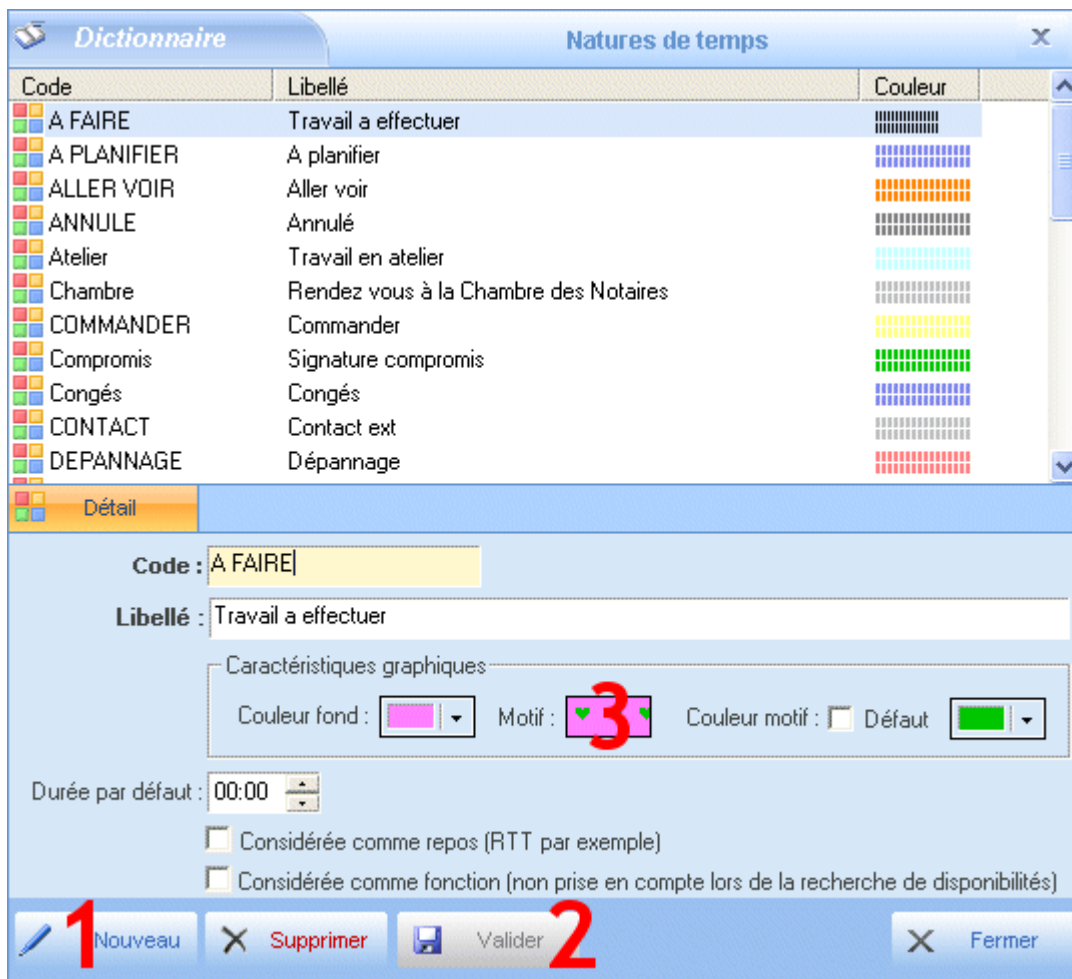 Dictionnaire Natures de temps
Code Libellé Couleur
A FAIRE Travail a effectuer
A PLANIFIER A planifier
ALLER VOIR Aller voir
ANNULE Annulé
Atelier Travail en atelier
Chambre Rendez vous à la Chambre des Notaires
COMMANDER Commander
Compromis Signature compromis
Congés Congés
CONTACT Contact ext
DEPANNAGE Dépannage
Détail
Code : A FAIRE
Libellé : Travail a effectuer
Caractéristiques graphiques
Couleur fond : Motif : 3 Couleur motif : Défaut
Durée par défaut : 00:00
Considérée comme repos (RTT par exemple)
Considérée comme fonction (non prise en compte lors de la recherche de disponibilités)
1 Nouveau Supprimer Valider 2 Fermer